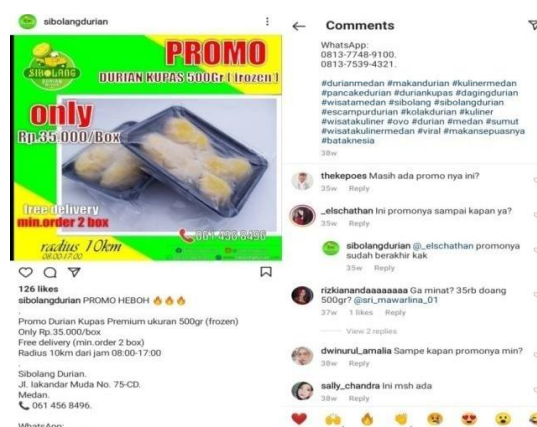 sibolangdurian
PROMO
DURIAN KUPAS 500Gr ( frozen )
SIBOLANG
only
Rp.35.000/Box
free delivery
min.order 2 box
radius 10km
08:00-17:00
061 456 8496
126 likes
sibolangdurian PROMO HEBOH 🔥🔥🔥
.
Promo Durian Kupas Premium ukuran 500gr (frozen)
Only Rp.35.000/box
Free delivery (min.order 2 box)
Radius 10km dari jam 08:00-17:00
.
Sibolang Durian.
Jl. Iakandar Muda No. 75-CD.
Medan.
📞 061 456 8496.
WhatsApp:
Comments
WhatsApp:
0813-7748-9100.
0813-7539-4321.
#durianmedan #makandurian #kulinermedan
#pancakedurian #duriankupas #dagingdurian
#wisatamedan #sibolang #sibolangdurian
#escampurdurian #kolakdurian #kuliner
#wisatakuliner #ovo #durian #medan #sumut
#wisatakulinermedan #viral #makansepuasnya
#bataknesia
38w
thekepoes Masih ada promo nya ini?
35w Reply
_elschathan Ini promonya sampai kapan ya?
35w Reply
sibolangdurian @_elschathan promonya
sudah berakhir kak
35w Reply
rizkianandaaaaaaaa Ga minat? 35rb doang
500gr? @sri_mawarlina_01
37w 1 likes Reply
View 2 replies
dwinurul_amalia Sampe kapan promonya min?
38w Reply
sally_chandra Ini msh ada
38w Reply